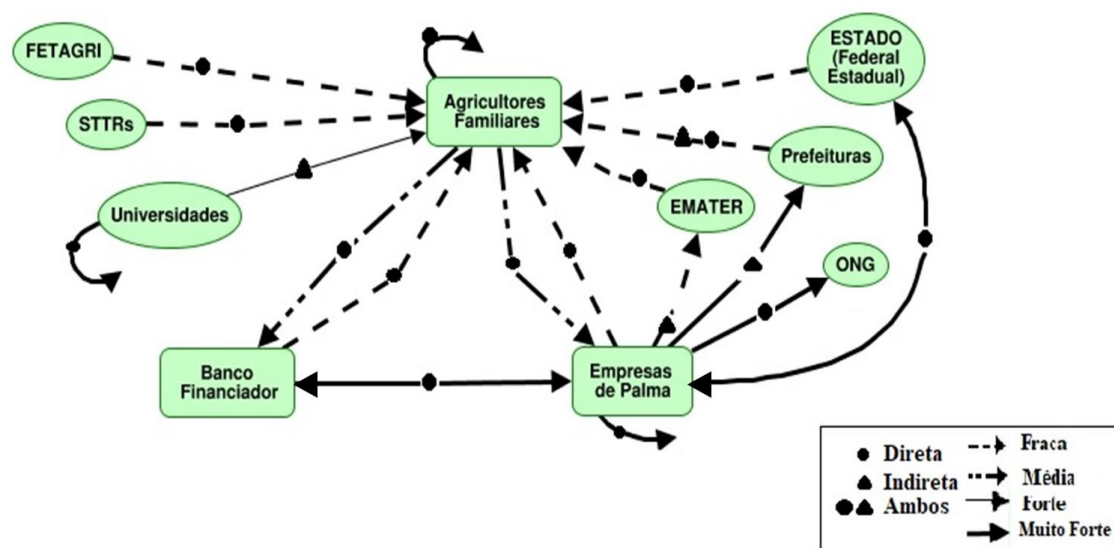 FETAGRI
ESTADO
(Federal
Estadual)
Agricultores
Familiares
STTRs
Prefeituras
EMATER
Universidades
ONG
Banco
Financiador
Empresas
de Palma
Direta
Fraca
Indireta
Média
Ambos
Forte
Muito Forte